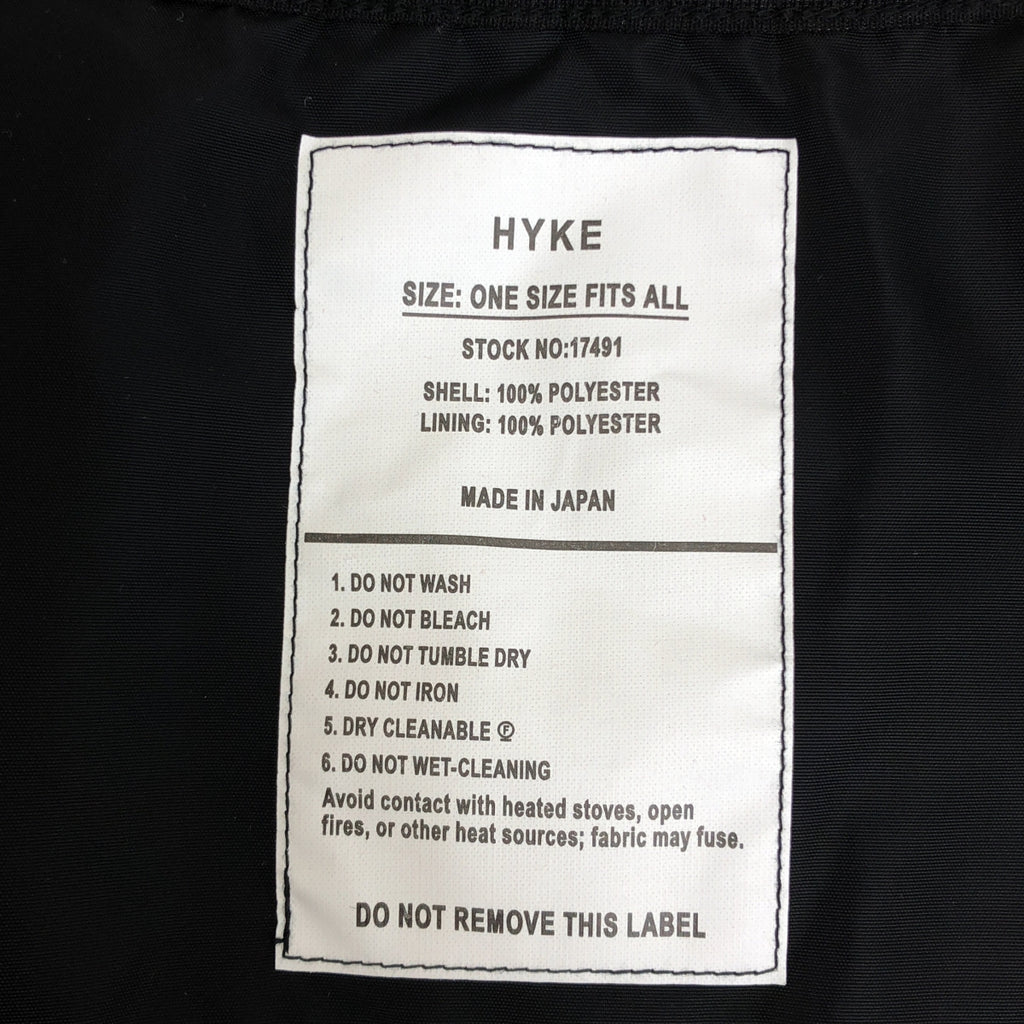 HYKE
SIZE: ONE SIZE FITS ALL
STOCK NO:17491
SHELL: 100% POLYESTER
LINING: 100% POLYESTER
MADE IN JAPAN
1. DO NOT WASH
2. DO NOT BLEACH
3. DO NOT TUMBLE DRY
4. DO NOT IRON
5. DRY CLEANABLE Ⓕ
6. DO NOT WET-CLEANING
Avoid contact with heated stoves, open
fires, or other heat sources; fabric may fuse.
DO NOT REMOVE THIS LABEL